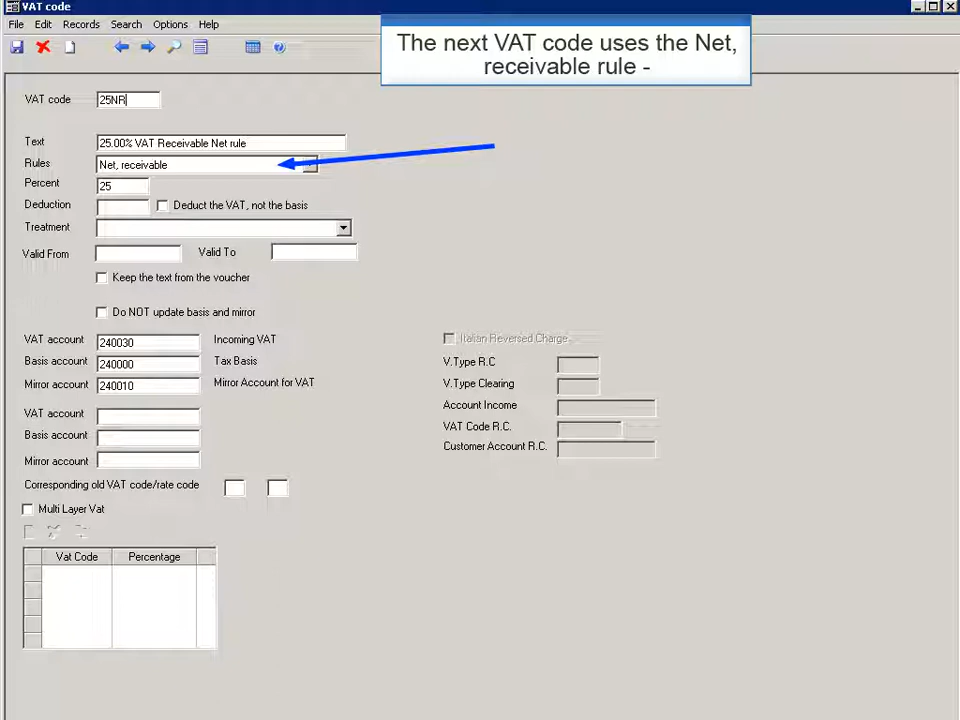 VAT code
File Edit Records Search Options Help
The next VAT code uses the Net,
receivable rule -
VAT code 25NR
Text 25.00% VAT Receivable Net rule
Rules Net, receivable
Percent 25
Deduction Deduct the VAT, not the basis
Treatment
Valid From Valid To
Keep the text from the voucher
Do NOT update basis and mirror
VAT account 240030 Incoming VAT
Basis account 240000 Tax Basis
Mirror account 240010 Mirror Account for VAT
VAT account
Basis account
Mirror account
Italian Reversed Charge
V.Type R.C
V.Type Clearing
Account Income
VAT Code R.C.
Customer Account R.C.
Corresponding old VAT code/rate code
Multi Layer Vat
Vat Code Percentage